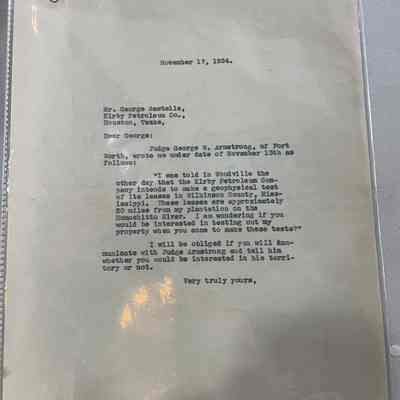 November 17, 1934.
Mr. George Sawtelle,
Kirby Petroleum Co.,
Houston, Texas.
Dear George:
Judge George W. Armstrong, of Fort
Worth, wrote me under date of November 13th as
follows:
"I was told in Woodville the
other day that the Kirby Petroleum Com-
pany intends to make a geophysical test
of its leases in Wilkinson County, Miss-
issippi. These leases are approximately
20 miles from my plantation on the
Homochitto River. I am wondering if you
would be interested in testing out my
property when you come to make these tests?"
I will be obliged if you will com-
municate with Judge Armstrong and tell him
whether you would be interested in his terri-
tory or not.
Very truly yours,